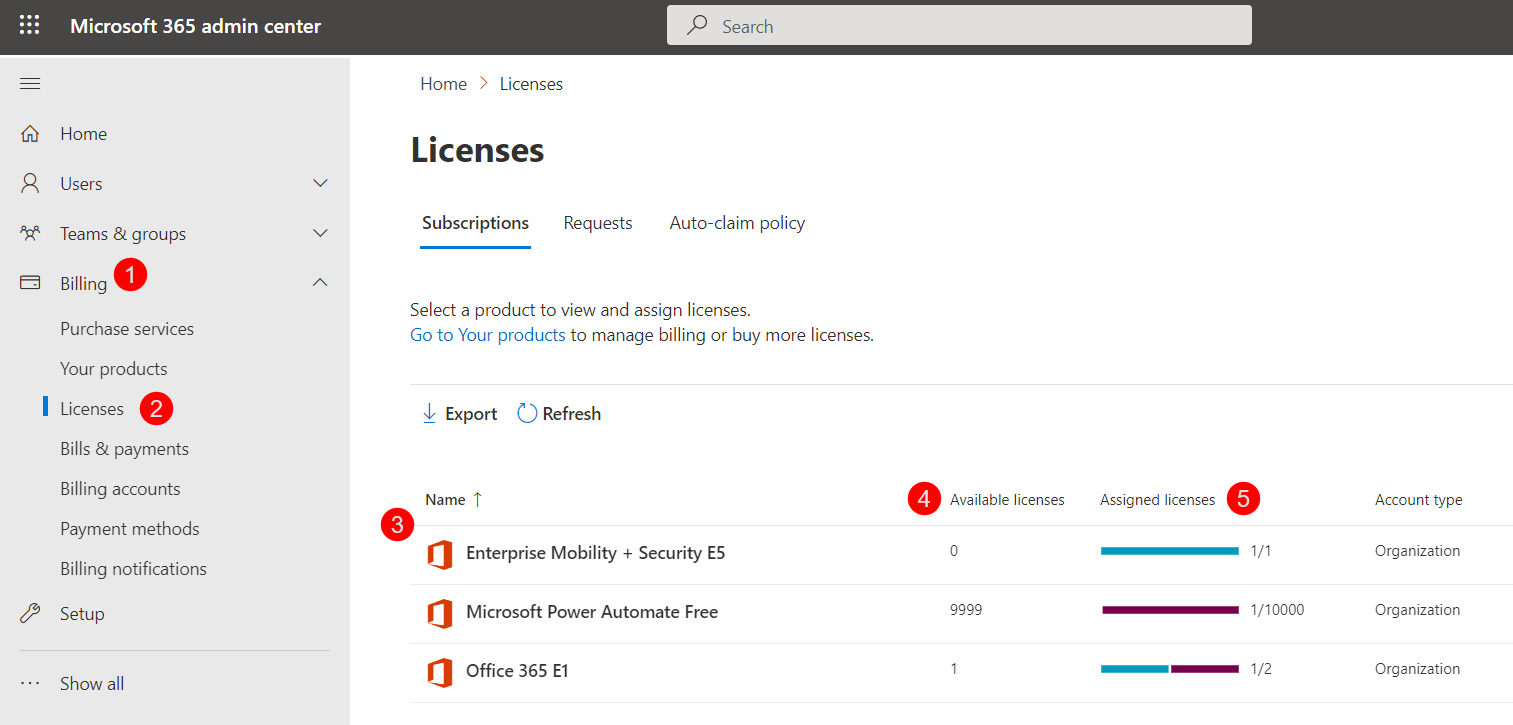 Microsoft 365 admin center
Search
Home
Users
Teams & groups
Billing 1
Purchase services
Your products
Licenses 2
Bills & payments
Billing accounts
Payment methods
Billing notifications
Setup
Show all
Home > Licenses
Licenses
Subscriptions Requests Auto-claim policy
Select a product to view and assign licenses.
Go to Your products to manage billing or buy more licenses.
Export Refresh
Name ↑ 4 Available licenses Assigned licenses 5 Account type
3
Enterprise Mobility + Security E5 0 1/1 Organization
Microsoft Power Automate Free 9999 1/10000 Organization
Office 365 E1 1 1/2 Organization